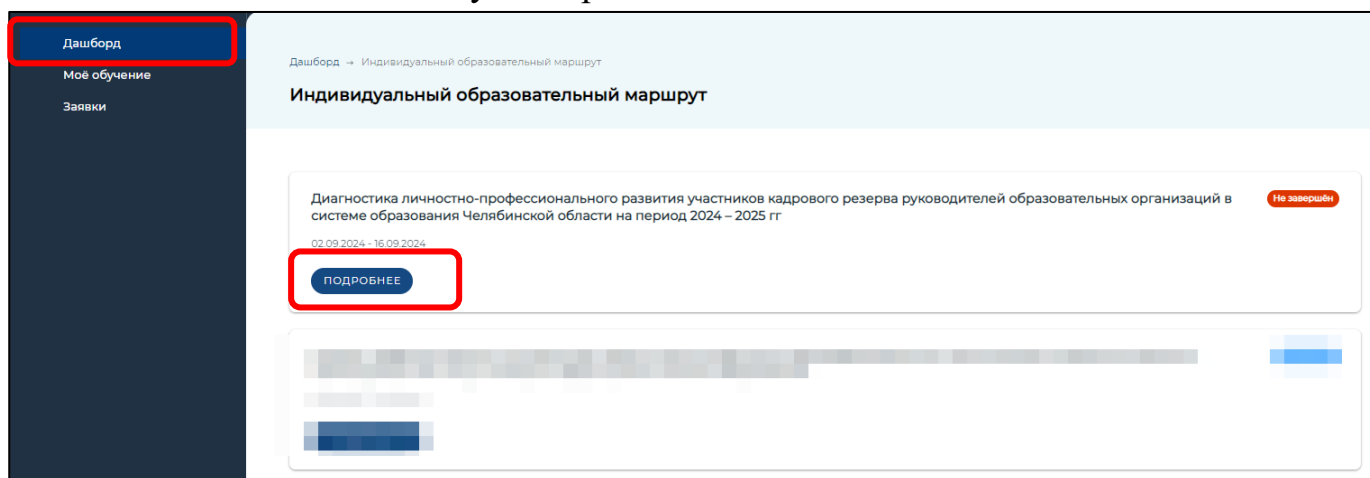 Дашборд
Моё обучение
Заявки
Дашборд → Индивидуальный образовательный маршрут
Индивидуальный образовательный маршрут
Диагностика личностно-профессионального развития участников кадрового резерва руководителей образовательных организаций в
системе образования Челябинской области на период 2024 – 2025 гг
Не завершён
02.09.2024 - 16.09.2024
ПОДРОБНЕЕ